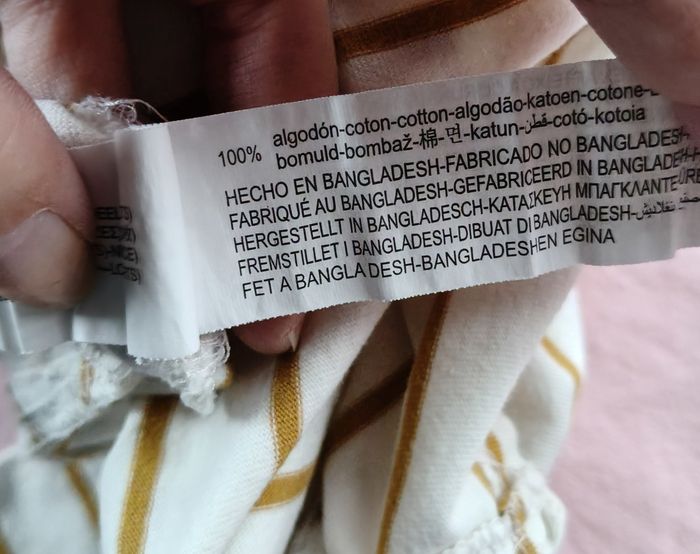 100% algodón-coton-cotton-algodão-katoen-cotone-
bomuld-bombaž-棉-면-katun-قطن-cotó-kotoia
HECHO EN BANGLADESH-FABRICADO NO BANGLADESH-
FABRIQUÉ AU BANGLADESH-GEFABRICEERD IN BANGLADESH-
HERGESTELLT IN BANGLADESCH-ΚΑΤΑΣΚΕΥΗ ΜΠΑΓΚΛΑΝΤΕ
FREMSTILLET I BANGLADESH-DIBUAT DI BANGLADESH-
FET A BANGLADESH-BANGLADESHEN EGINA